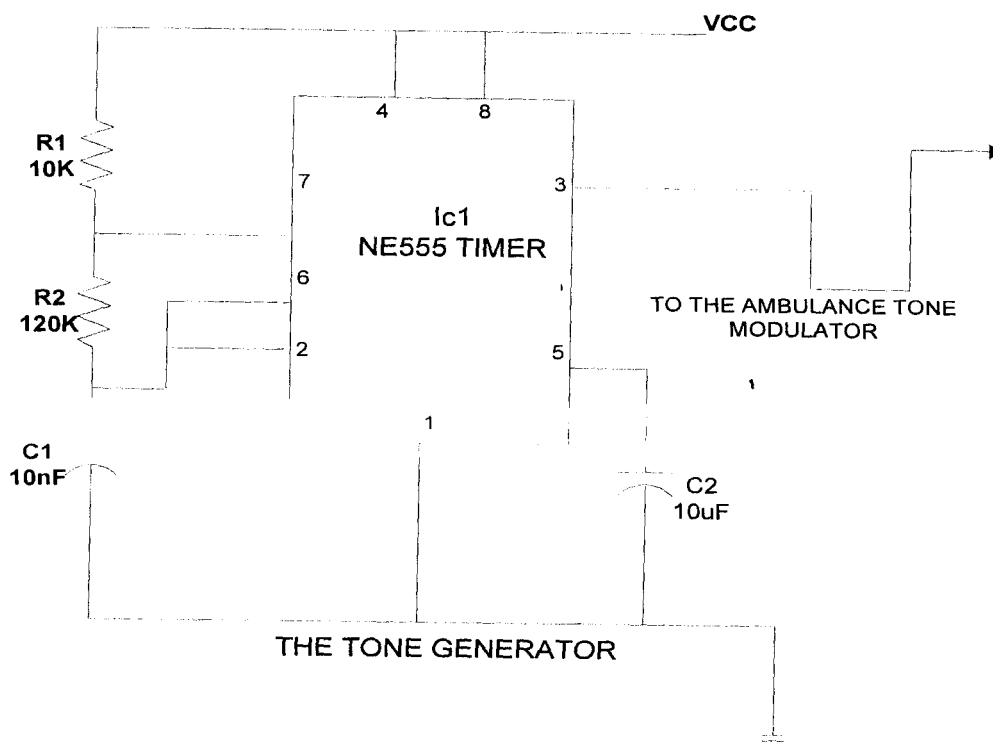 VCC
4
8
R1
10K
7
3
Ic1
NE555 TIMER
6
R2
120K
TO THE AMBULANCE TONE
MODULATOR
2
5
1
C1
10nF
C2
10uF
THE TONE GENERATOR